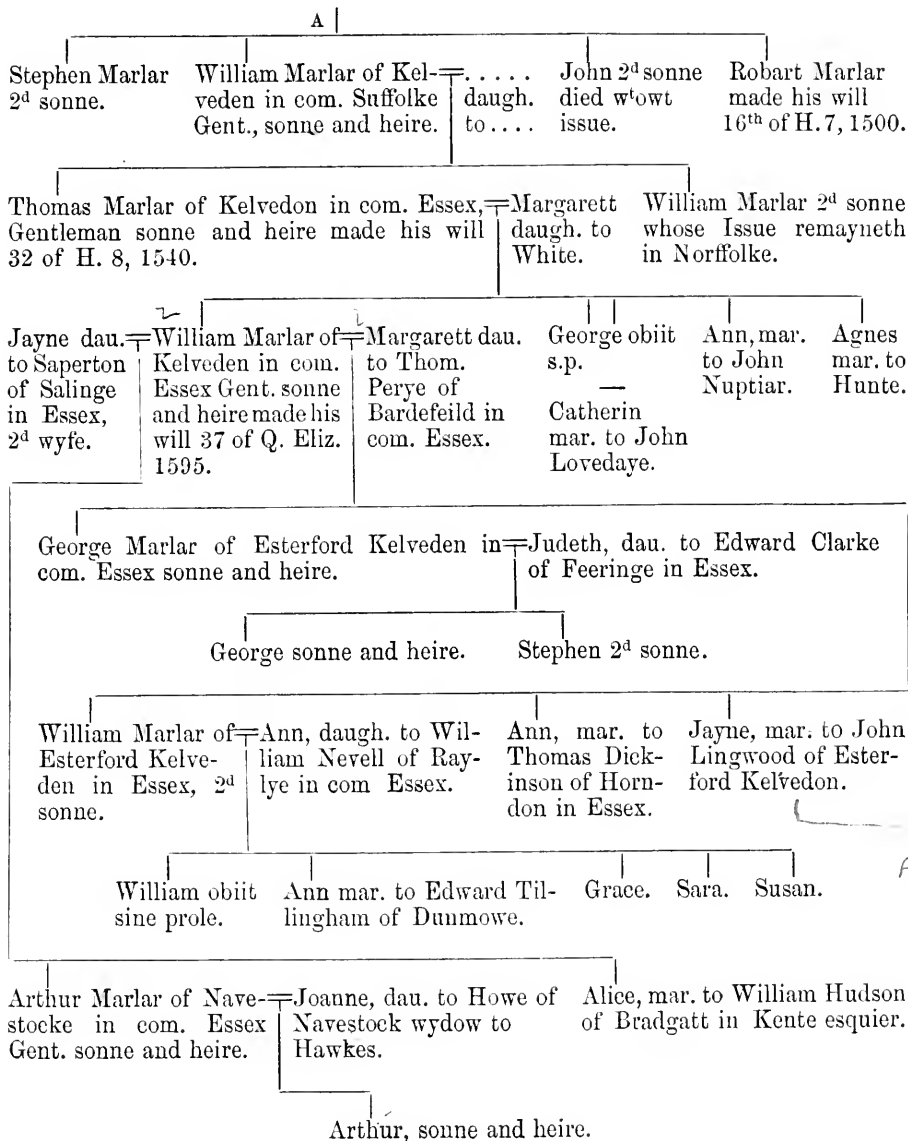 A
Stephen Marlar
2d sonne.
William Marlar of Kel-
veden in com. Suffolke
Gent., sonne and heire.
. . . . .
daugh.
to . . . .
John 2d sonne
died wtowt
issue.
Robart Marlar
made his will
16th of H. 7, 1500.
Thomas Marlar of Kelvedon in com. Essex,
Gentleman sonne and heire made his will
32 of H. 8, 1540.
Margarett
daugh. to
White.
William Marlar 2d sonne
whose Issue remayneth
in Norffolke.
Jayne dau.
to Saperton
of Salinge
in Essex,
2d wyfe.
2
William Marlar of
Kelveden in com.
Essex Gent. sonne
and heire made his
will 37 of Q. Eliz.
1595.
1
Margarett dau.
to Thom.
Perye of
Bardefeild in
com. Essex.
George obiit
s.p.
—
Catherin
mar. to John
Lovedaye.
Ann, mar.
to John
Nuptiar.
Agnes
mar. to
Hunte.
George Marlar of Esterford Kelveden in
com. Essex sonne and heire.
Judeth, dau. to Edward Clarke
of Feeringe in Essex.
George sonne and heire.
Stephen 2d sonne.
William Marlar of
Esterford Kelve-
den in Essex, 2d
sonne.
Ann, daugh. to Wil-
liam Nevell of Ray-
lye in com Essex.
Ann, mar. to
Thomas Dick-
inson of Horn-
don in Essex.
Jayne, mar. to John
Lingwood of Ester-
ford Kelvedon.
William obiit
sine prole.
Ann mar. to Edward Til-
lingham of Dunmowe.
Grace.
Sara.
Susan.
Arthur Marlar of Nave-
stocke in com. Essex
Gent. sonne and heire.
Joanne, dau. to Howe of
Navestock wydow to
Hawkes.
Alice, mar. to William Hudson
of Bradgatt in Kente esquier.
Arthur, sonne and heire.